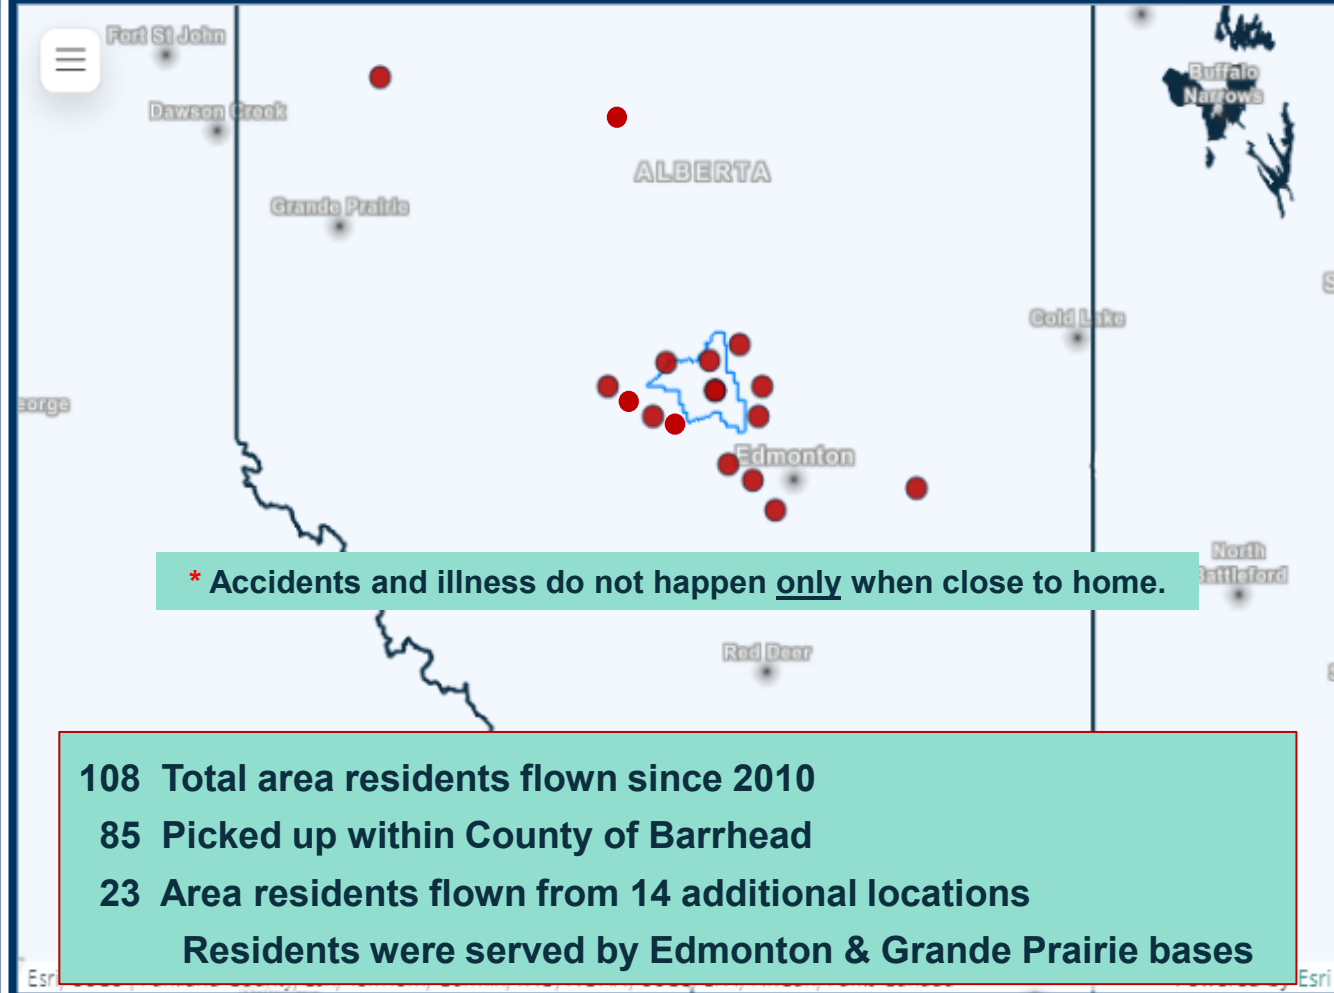 Fort St John
Buffalo
Narrows
Dawson Creek
ALBERTA
Grande Prairie
Cold Lake
eorge
Edmonton
* Accidents and illness do not happen only when close to home.
North
Battleford
Red Deer
108 Total area residents flown since 2010
85 Picked up within County of Barrhead
23 Area residents flown from 14 additional locations
Residents were served by Edmonton & Grande Prairie bases
Esri
Esri